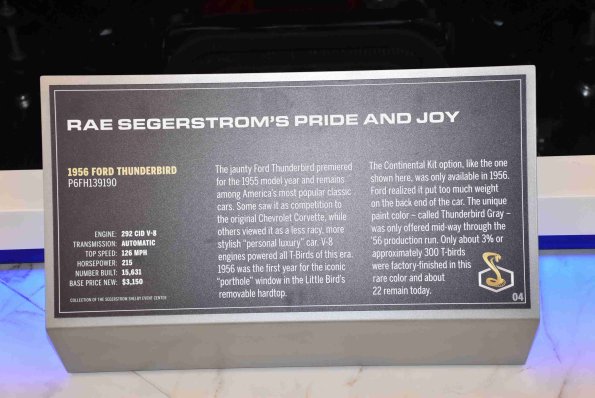 RAE SEGERSTROM'S PRIDE AND JOY
1956 FORD THUNDERBIRD
P6FH139190
ENGINE: 292 CID V-8
TRANSMISSION: AUTOMATIC
TOP SPEED: 126 MPH
HORSEPOWER: 215
NUMBER BUILT: 15,631
BASE PRICE NEW: $3,150
COLLECTION OF THE SEGERSTROM SHELBY EVENT CENTER
The jaunty Ford Thunderbird premiered
for the 1955 model year and remains
among America's most popular classic
cars. Some saw it as competition to
the original Chevrolet Corvette, while
others viewed it as a less racy, more
stylish "personal luxury" car. V-8
engines powered all T-Birds of this era.
1956 was the first year for the iconic
"porthole" window in the Little Bird's
removable hardtop.
The Continental Kit option, like the one
shown here, was only available in 1956.
Ford realized it put too much weight
on the back end of the car. The unique
paint color – called Thunderbird Gray –
was only offered mid-way through the
'56 production run. Only about 3% or
approximately 300 T-birds
were factory-finished in this
rare color and about
22 remain today.
04